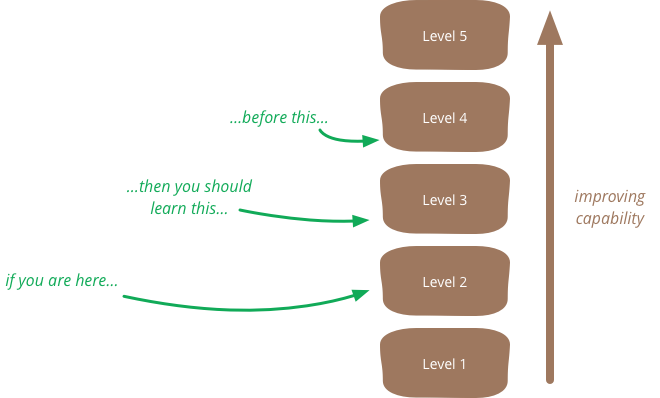 Level 5
Level 4
…before this…
…then you should
learn this…
Level 3
improving
capability
if you are here…
Level 2
Level 1